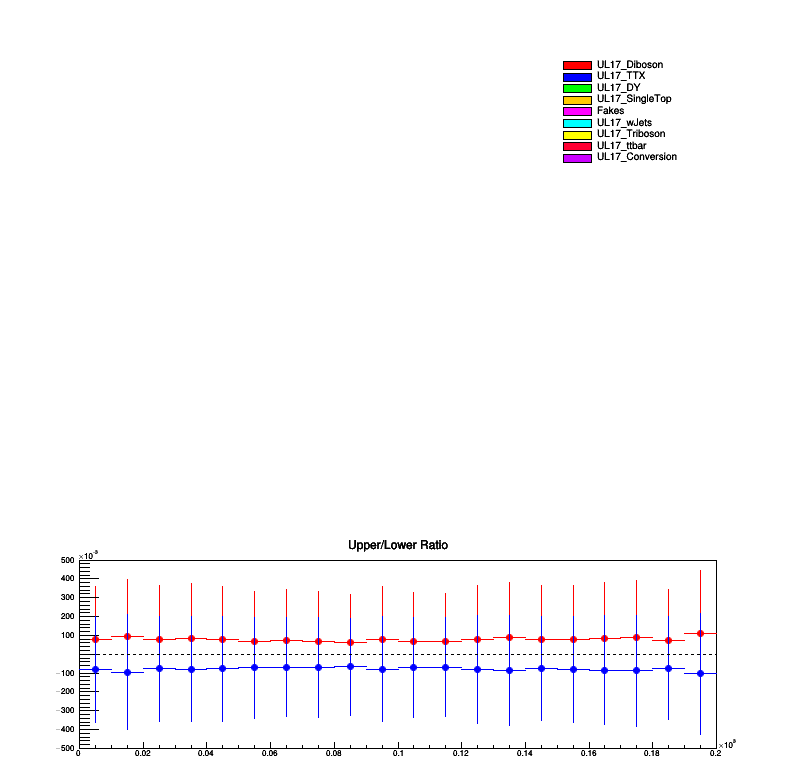 UL17_Diboson
UL17_TTX
UL17_DY
UL17_SingleTop
Fakes
UL17_wJets
UL17_Triboson
UL17_ttbar
UL17_Conversion
Upper/Lower Ratio
×10⁻³
500
400
300
200
100
−100
−200
−300
−400
−500
0 0.02 0.04 0.06 0.08 0.1 0.12 0.14 0.16 0.18 0.2